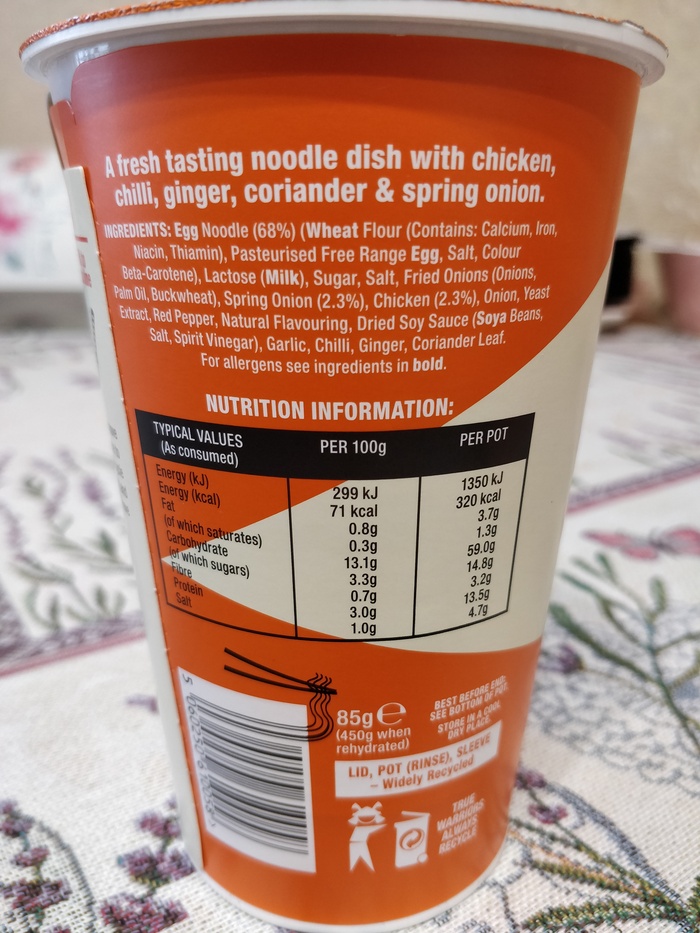 A fresh tasting noodle dish with chicken,
chilli, ginger, coriander & spring onion.
INGREDIENTS: Egg Noodle (68%) (Wheat Flour (Contains: Calcium, Iron,
Niacin, Thiamin), Pasteurised Free Range Egg, Salt, Colour
Beta-Carotene), Lactose (Milk), Sugar, Salt, Fried Onions (Onions,
Palm Oil, Buckwheat), Spring Onion (2.3%), Chicken (2.3%), Onion, Yeast
Extract, Red Pepper, Natural Flavouring, Dried Soy Sauce (Soya Beans,
Salt, Spirit Vinegar), Garlic, Chilli, Ginger, Coriander Leaf.
For allergens see ingredients in bold.
NUTRITION INFORMATION:
TYPICAL VALUES (As consumed) PER 100g PER POT
Energy (kJ) 299 kJ 1350 kJ
Energy (kcal) 71 kcal 320 kcal
Fat 0.8g 3.7g
(of which saturates) 0.3g 1.3g
Carbohydrate 13.1g 59.0g
(of which sugars) 3.3g 14.8g
Fibre 0.7g 3.2g
Protein 3.0g 13.5g
Salt 1.0g 4.7g
85g e
(450g when
rehydrated)
BEST BEFORE END:
SEE BOTTOM OF POT.
STORE IN A COOL,
DRY PLACE.
LID, POT (RINSE), SLEEVE
– Widely Recycled
TRUE
WARRIORS
ALWAYS
RECYCLE